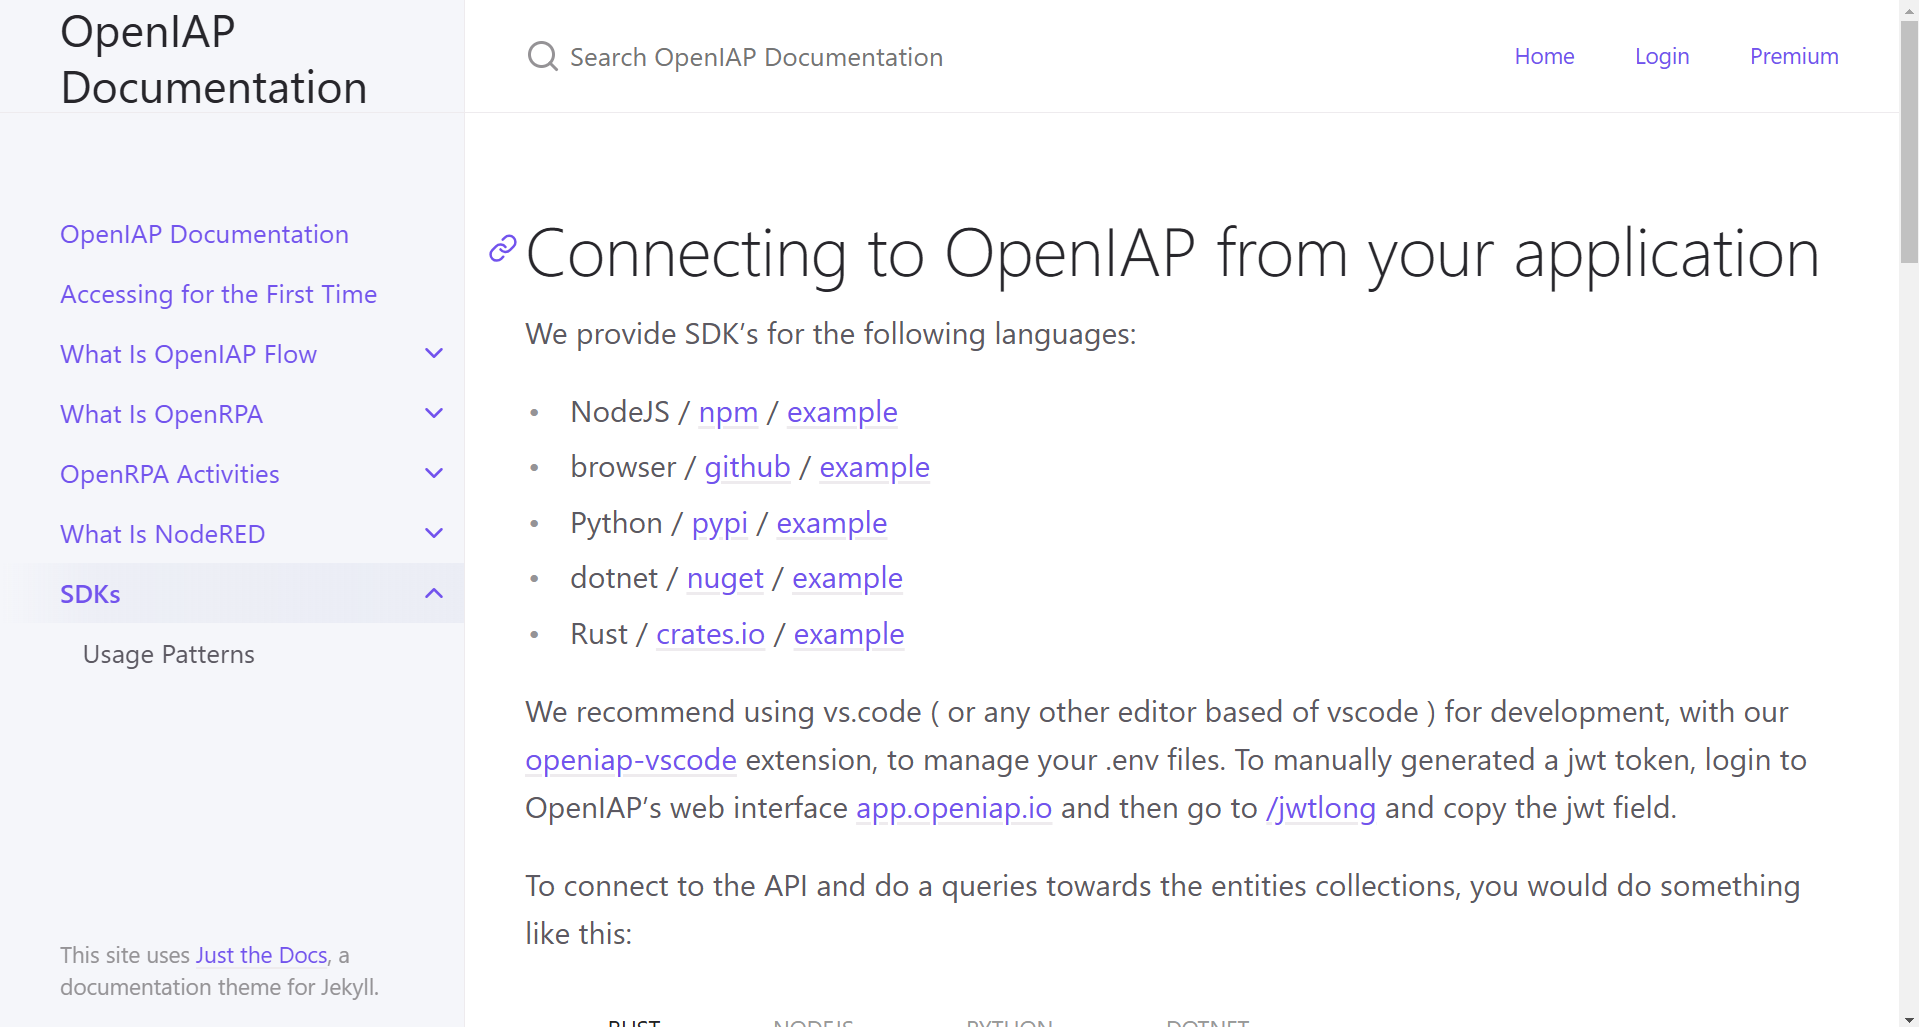 OpenIAP
Documentation
Search OpenIAP Documentation
Home
Login
Premium
OpenIAP Documentation
Accessing for the First Time
What Is OpenIAP Flow
What Is OpenRPA
OpenRPA Activities
What Is NodeRED
SDKs
Usage Patterns
This site uses Just the Docs, a
documentation theme for Jekyll.
Connecting to OpenIAP from your application
We provide SDK’s for the following languages:
• NodeJS / npm / example
• browser / github / example
• Python / pypi / example
• dotnet / nuget / example
• Rust / crates.io / example
We recommend using vs.code ( or any other editor based of vscode ) for development, with our
openiap-vscode extension, to manage your .env files. To manually generated a jwt token, login to
OpenIAP’s web interface app.openiap.io and then go to /jwtlong and copy the jwt field.
To connect to the API and do a queries towards the entities collections, you would do something
like this:
RUST NODEJS PYTHON DOTNET